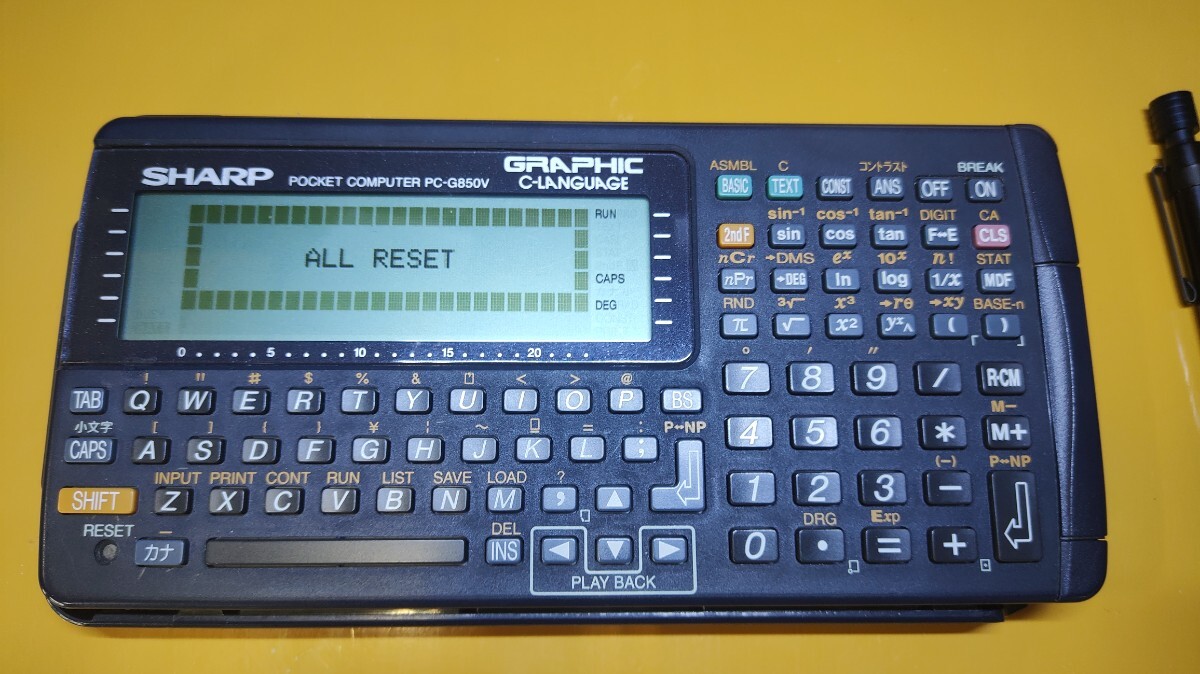 SHARP POCKET COMPUTER PC-G850V GRAPHIC
C-LANGUAGE
RUN
ALL RESET
CAPS
DEG
0 . . . . 5 . . . . 10 . . . . 15 . . . . 20 . . .
ASMBL C コントラスト BREAK
BASIC TEXT CONST ANS OFF ON
sin⁻¹ cos⁻¹ tan⁻¹ DIGIT CA
2ndF sin cos tan F↔E CLS
nCr →DMS eˣ 10ˣ n! STAT
nPr →DEG ln log 1/x MDF
RND ³√ x³ →rθ →xy BASE-n
π √ x² yˣ^ ( )
° ′ ″
7 8 9 / R·CM
M−
4 5 6 * M+
(−) P↔NP
1 2 3 −
DRG Exp
0 • = +
! " # $ % & ' < > @
TAB Q W E R T Y U I O P BS
小文字 [ ] { } ¥ ¦ ~ _ = : P↔NP
CAPS A S D F G H J K L ;
INPUT PRINT CONT RUN LIST SAVE LOAD ?
SHIFT Z X C V B N M , ▲
RESET — DEL
カナ INS ◀ ▼ ▶
PLAY BACK